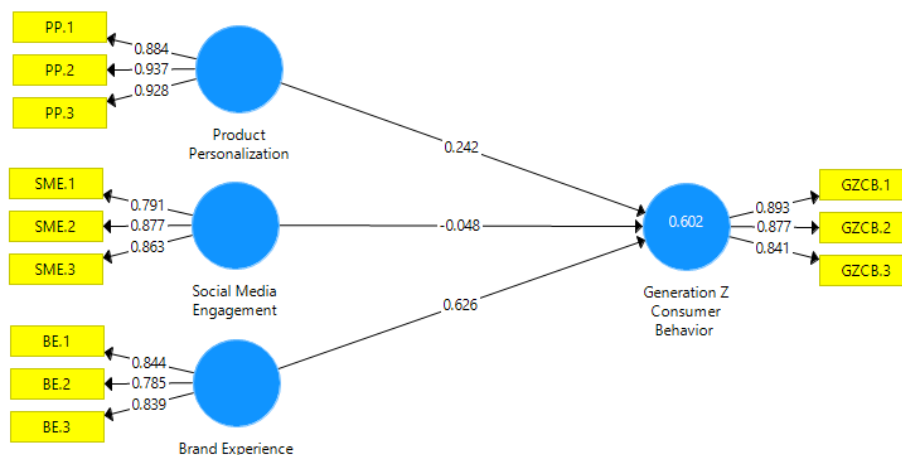 PP.1
0.884
PP.2
0.937
0.928
PP.3
Product
Personalization
0.242
SME.1
0.791
SME.2
0.877
0.863
SME.3
Social Media
Engagement
-0.048
BE.1
0.844
BE.2
0.785
0.839
BE.3
Brand Experience
0.626
0.602
Generation Z
Consumer
Behavior
GZCB.1
0.893
GZCB.2
0.877
0.841
GZCB.3